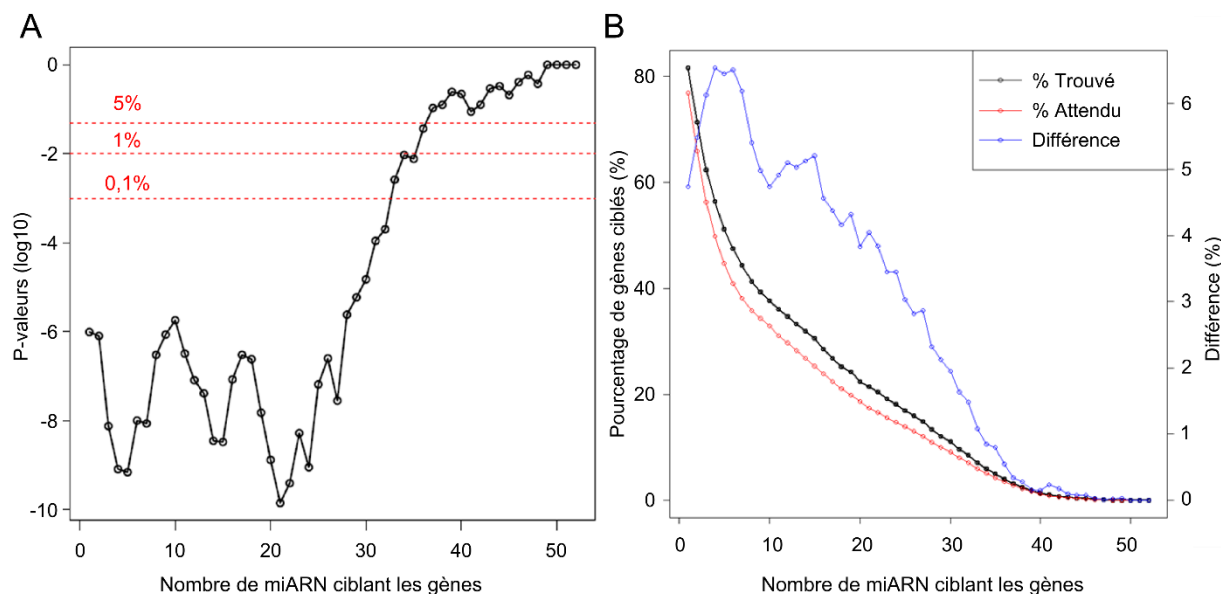 A
0
-2
-4
-6
-8
-10
P-valeurs (log10)
5%
1%
0,1%
0 10 20 30 40 50
Nombre de miARN ciblant les gènes
B
80
60
40
20
0
Pourcentage de gènes ciblés (%)
% Trouvé
% Attendu
Différence
6
5
4
3
2
1
0
Différence (%)
0 10 20 30 40 50
Nombre de miARN ciblant les gènes